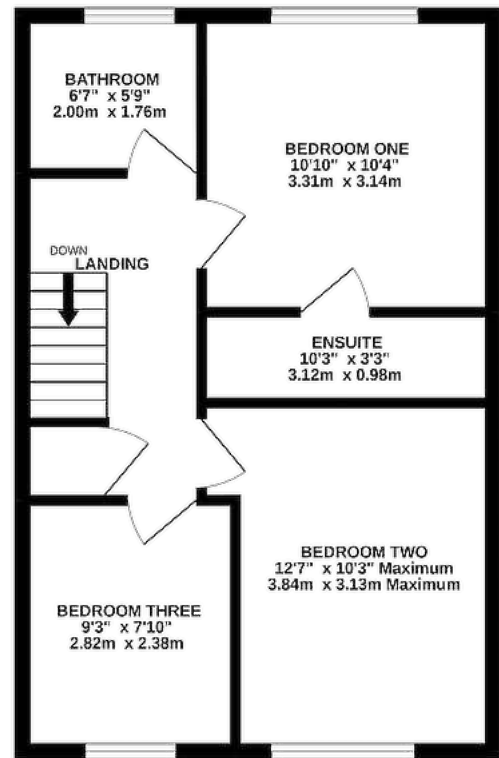 BATHROOM
6'7" x 5'9"
2.00m x 1.76m
BEDROOM ONE
10'10" x 10'4"
3.31m x 3.14m
DOWN
LANDING
ENSUITE
10'3" x 3'3"
3.12m x 0.98m
BEDROOM TWO
12'7" x 10'3" Maximum
3.84m x 3.13m Maximum
BEDROOM THREE
9'3" x 7'10"
2.82m x 2.38m